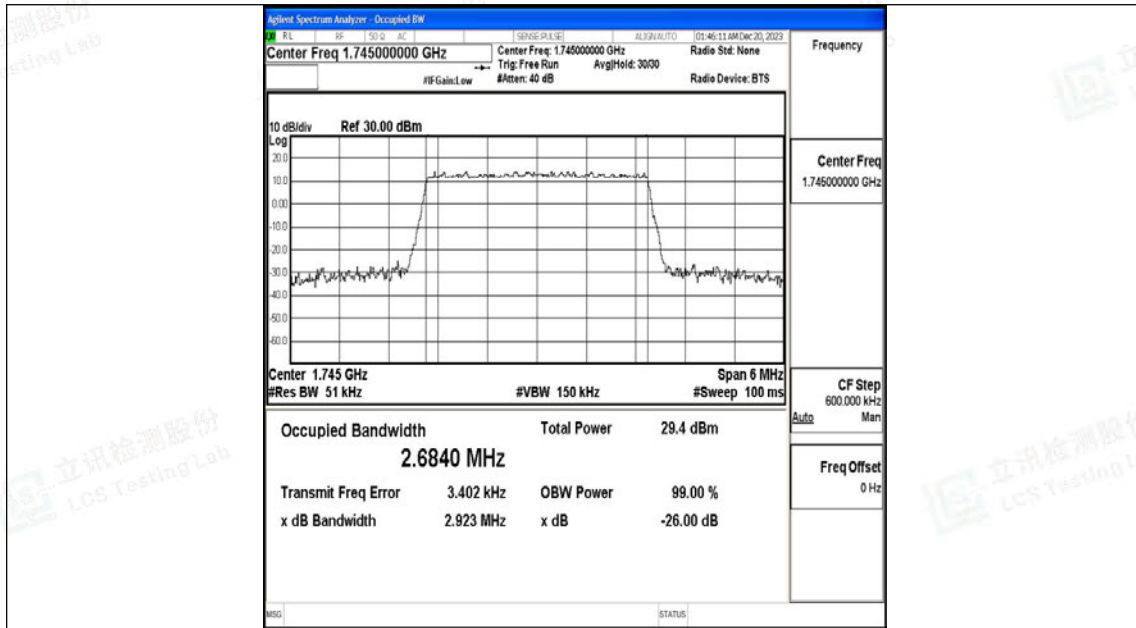 Agilent Spectrum Analyzer - Occupied BW
RL RF 50 Ω AC SENSE:PULSE ALIGNAUTO 01:46:11 AM Dec 20, 2023
Center Freq 1.745000000 GHz
Center Freq: 1.745000000 GHz
Radio Std: None
Trig: Free Run Avg|Hold: 30/30
#IFGain:Low
#Atten: 40 dB
Radio Device: BTS
10 dB/div Ref 30.00 dBm
Log
20.0
10.0
0.00
-10.0
-20.0
-30.0
-40.0
-50.0
-60.0
Center 1.745 GHz Span 6 MHz
#Res BW 51 kHz #VBW 150 kHz #Sweep 100 ms
Occupied Bandwidth Total Power 29.4 dBm
2.6840 MHz
Transmit Freq Error 3.402 kHz OBW Power 99.00 %
x dB Bandwidth 2.923 MHz x dB -26.00 dB
MSG STATUS
Frequency
Center Freq
1.745000000 GHz
CF Step
600.000 kHz
Auto Man
Freq Offset
0 Hz
立讯检测股份
LCS Testing Lab
立讯检测股份